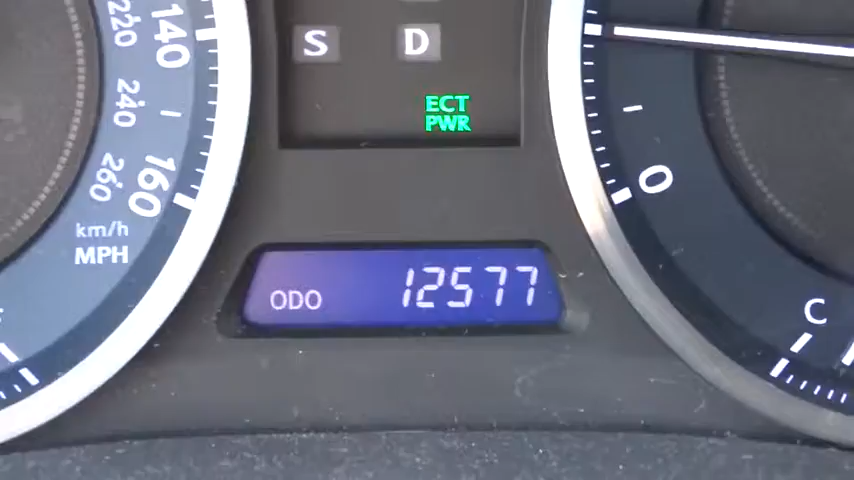 220
140
240
260
160
km/h
MPH
S D
ECT
PWR
ODO 12577
0
C